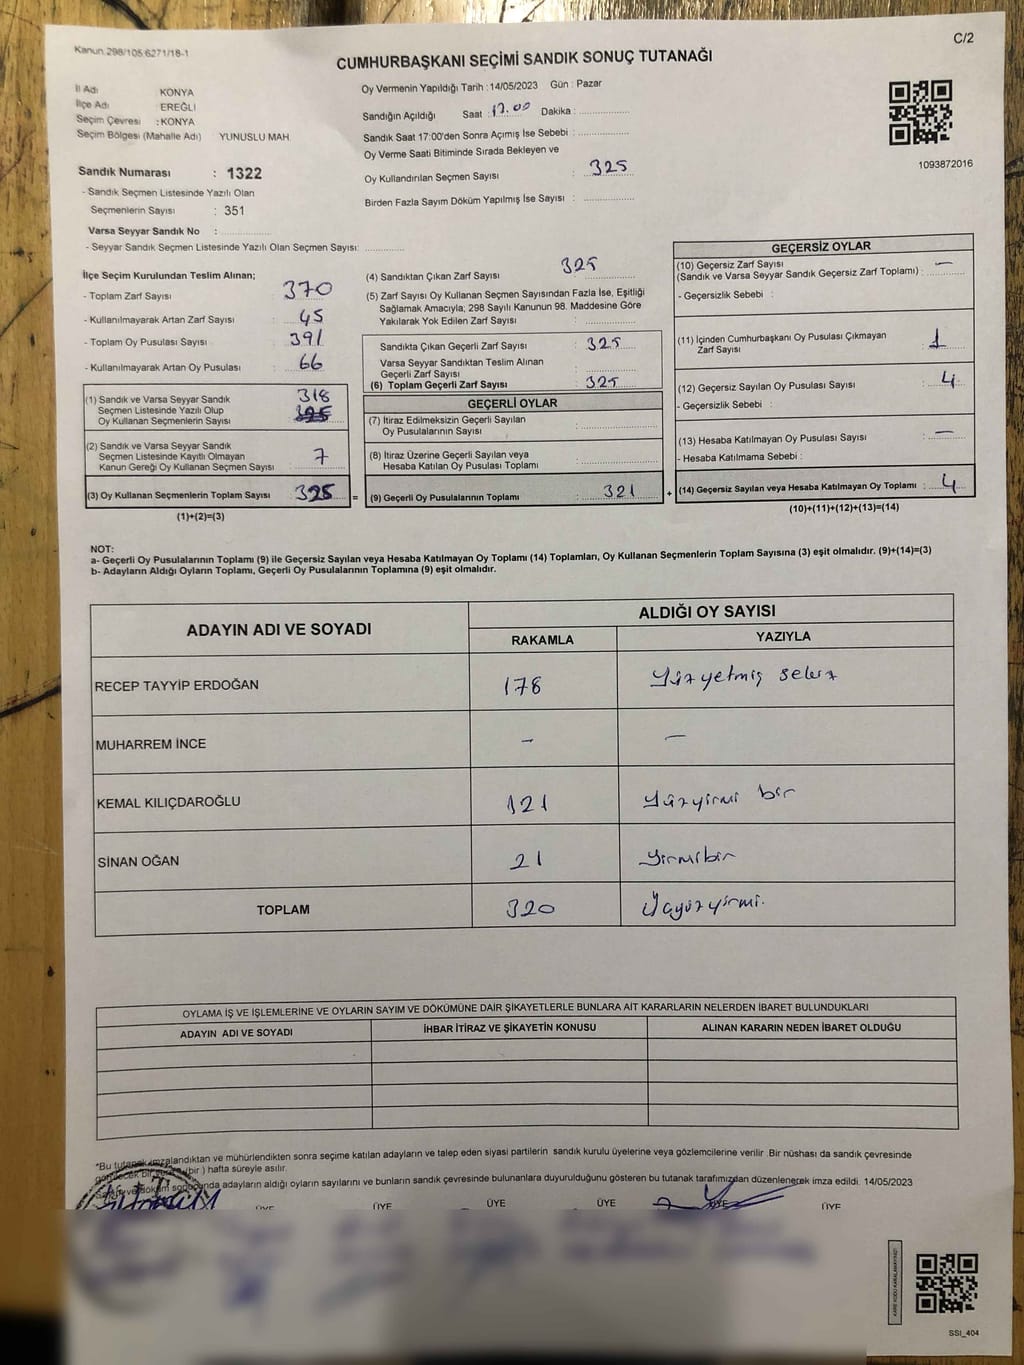 Kanun 298/105 6271/18-1
C/2
CUMHURBAŞKANI SEÇİMİ SANDIK SONUÇ TUTANAĞI
İl Adı KONYA
İlçe Adı : EREĞLİ
Seçim Çevresi : KONYA
Seçim Bölgesi (Mahalle Adı) YUNUSLU MAH.
Oy Vermenin Yapıldığı Tarih : 14/05/2023 Gün : Pazar
Sandığın Açıldığı Saat : 17.00 Dakika :
Sandık Saat 17:00'den Sonra Açımış İse Sebebi :
Oy Verme Saati Bitiminde Sırada Bekleyen ve
Oy Kullandırılan Seçmen Sayısı : 325
Birden Fazla Sayım Döküm Yapılmış İse Sayısı :
1093872016
Sandık Numarası : 1322
- Sandık Seçmen Listesinde Yazılı Olan
Seçmenlerin Sayısı : 351
Varsa Seyyar Sandık No :
- Seyyar Sandık Seçmen Listesinde Yazılı Olan Seçmen Sayısı:
İlçe Seçim Kurulundan Teslim Alınan;
- Toplam Zarf Sayısı : 370
- Kullanılmayarak Artan Zarf Sayısı : 45
- Toplam Oy Pusulası Sayısı : 391
- Kullanılmayarak Artan Oy Pusulası : 66
(1) Sandık ve Varsa Seyyar Sandık 318
Seçmen Listesinde Yazılı Olup
Oy Kullanan Seçmenlerin Sayısı 325
(2) Sandık ve Varsa Seyyar Sandık
Seçmen Listesinde Kayıtlı Olmayan
Kanun Gereği Oy Kullanan Seçmen Sayısı : 7
(3) Oy Kullanan Seçmenlerin Toplam Sayısı : 325 =
(1)+(2)=(3)
(4) Sandıktan Çıkan Zarf Sayısı : 325
(5) Zarf Sayısı Oy Kullanan Seçmen Sayısından Fazla İse, Eşitliği
Sağlamak Amacıyla; 298 Sayılı Kanunun 98. Maddesine Göre
Yakılarak Yok Edilen Zarf Sayısı :
Sandıkta Çıkan Geçerli Zarf Sayısı : 325
Varsa Seyyar Sandıktan Teslim Alınan
Geçerli Zarf Sayısı :
(6) Toplam Geçerli Zarf Sayısı : 325
GEÇERLİ OYLAR
(7) İtiraz Edilmeksizin Geçerli Sayılan
Oy Pusulalarının Sayısı :
(8) İtiraz Üzerine Geçerli Sayılan veya
Hesaba Katılan Oy Pusulası Toplamı :
(9) Geçerli Oy Pusulalarının Toplamı : 321 +
GEÇERSİZ OYLAR
(10) Geçersiz Zarf Sayısı —
(Sandık ve Varsa Seyyar Sandık Geçersiz Zarf Toplamı) :
- Geçersizlik Sebebi :
(11) İçinden Cumhurbaşkanı Oy Pusulası Çıkmayan
Zarf Sayısı : 1
(12) Geçersiz Sayılan Oy Pusulası Sayısı : 4
- Geçersizlik Sebebi :
(13) Hesaba Katılmayan Oy Pusulası Sayısı : —
- Hesaba Katılmama Sebebi :
(14) Geçersiz Sayılan veya Hesaba Katılmayan Oy Toplamı : 4
(10)+(11)+(12)+(13)=(14)
NOT:
a- Geçerli Oy Pusulalarının Toplamı (9) ile Geçersiz Sayılan veya Hesaba Katılmayan Oy Toplamı (14) Toplamları, Oy Kullanan Seçmenlerin Toplam Sayısına (3) eşit olmalıdır. (9)+(14)=(3)
b- Adayların Aldığı Oyların Toplamı, Geçerli Oy Pusulalarının Toplamına (9) eşit olmalıdır.
ADAYIN ADI VE SOYADI
ALDIĞI OY SAYISI
RAKAMLA YAZIYLA
RECEP TAYYİP ERDOĞAN 178 Yüzyetmiş sekiz
MUHARREM İNCE — —
KEMAL KILIÇDAROĞLU 121 Yüzyirmi bir
SİNAN OĞAN 21 Yirmibir
TOPLAM 320 Üçyüzyirmi.
OYLAMA İŞ VE İŞLEMLERİNE VE OYLARIN SAYIM VE DÖKÜMÜNE DAİR ŞİKAYETLERLE BUNLARA AİT KARARLARIN NELERDEN İBARET BULUNDUKLARI
ADAYIN ADI VE SOYADI İHBAR İTİRAZ VE ŞİKAYETİN KONUSU ALINAN KARARIN NEDEN İBARET OLDUĞU
*Bu tutanak imzalandıktan ve mühürlendikten sonra seçime katılan adayların ve talep eden siyasi partilerin sandık kurulu üyelerine veya gözlemcilerine verilir. Bir nüshası da sandık çevresinde
görülecek bir yere (bir ) hafta süreyle asılır.
Sayım ve döküm sonucunda adayların aldığı oyların sayılarını ve bunların sandık çevresinde bulunanlara duyurulduğunu gösteren bu tutanak tarafımızdan düzenlenerek imza edildi. 14/05/2023
ÜYE ÜYE ÜYE ÜYE ÜYE ÜYE
SSI_404